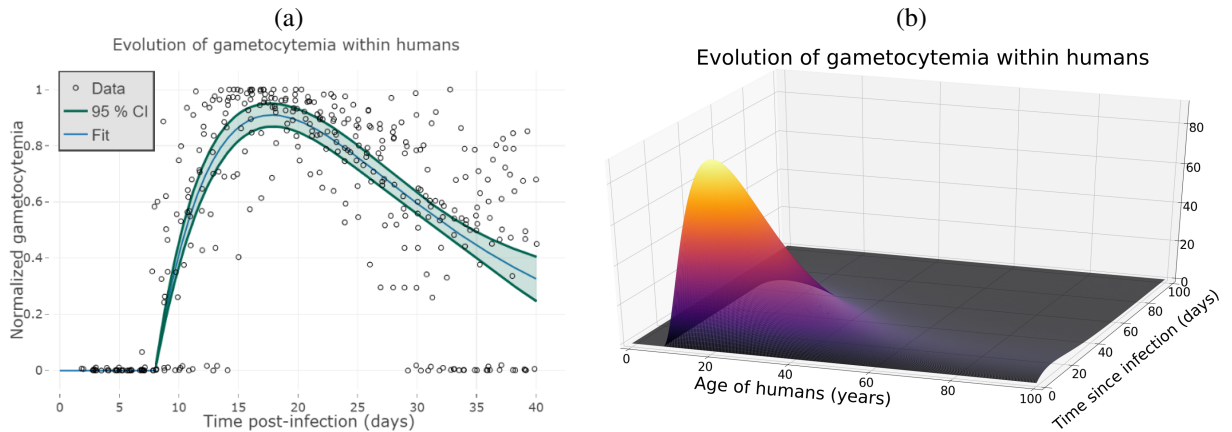 (a)
Evolution of gametocytemia within humans
Data
95 % CI
Fit
Normalized gametocytemia
1
0.8
0.6
0.4
0.2
0
0 5 10 15 20 25 30 35 40
Time post-infection (days)
(b)
Evolution of gametocytemia within humans
80
60
40
20
0
0 20 40 60 80 100
Age of humans (years)
0 20 40 60 80 100
Time since infection (days)